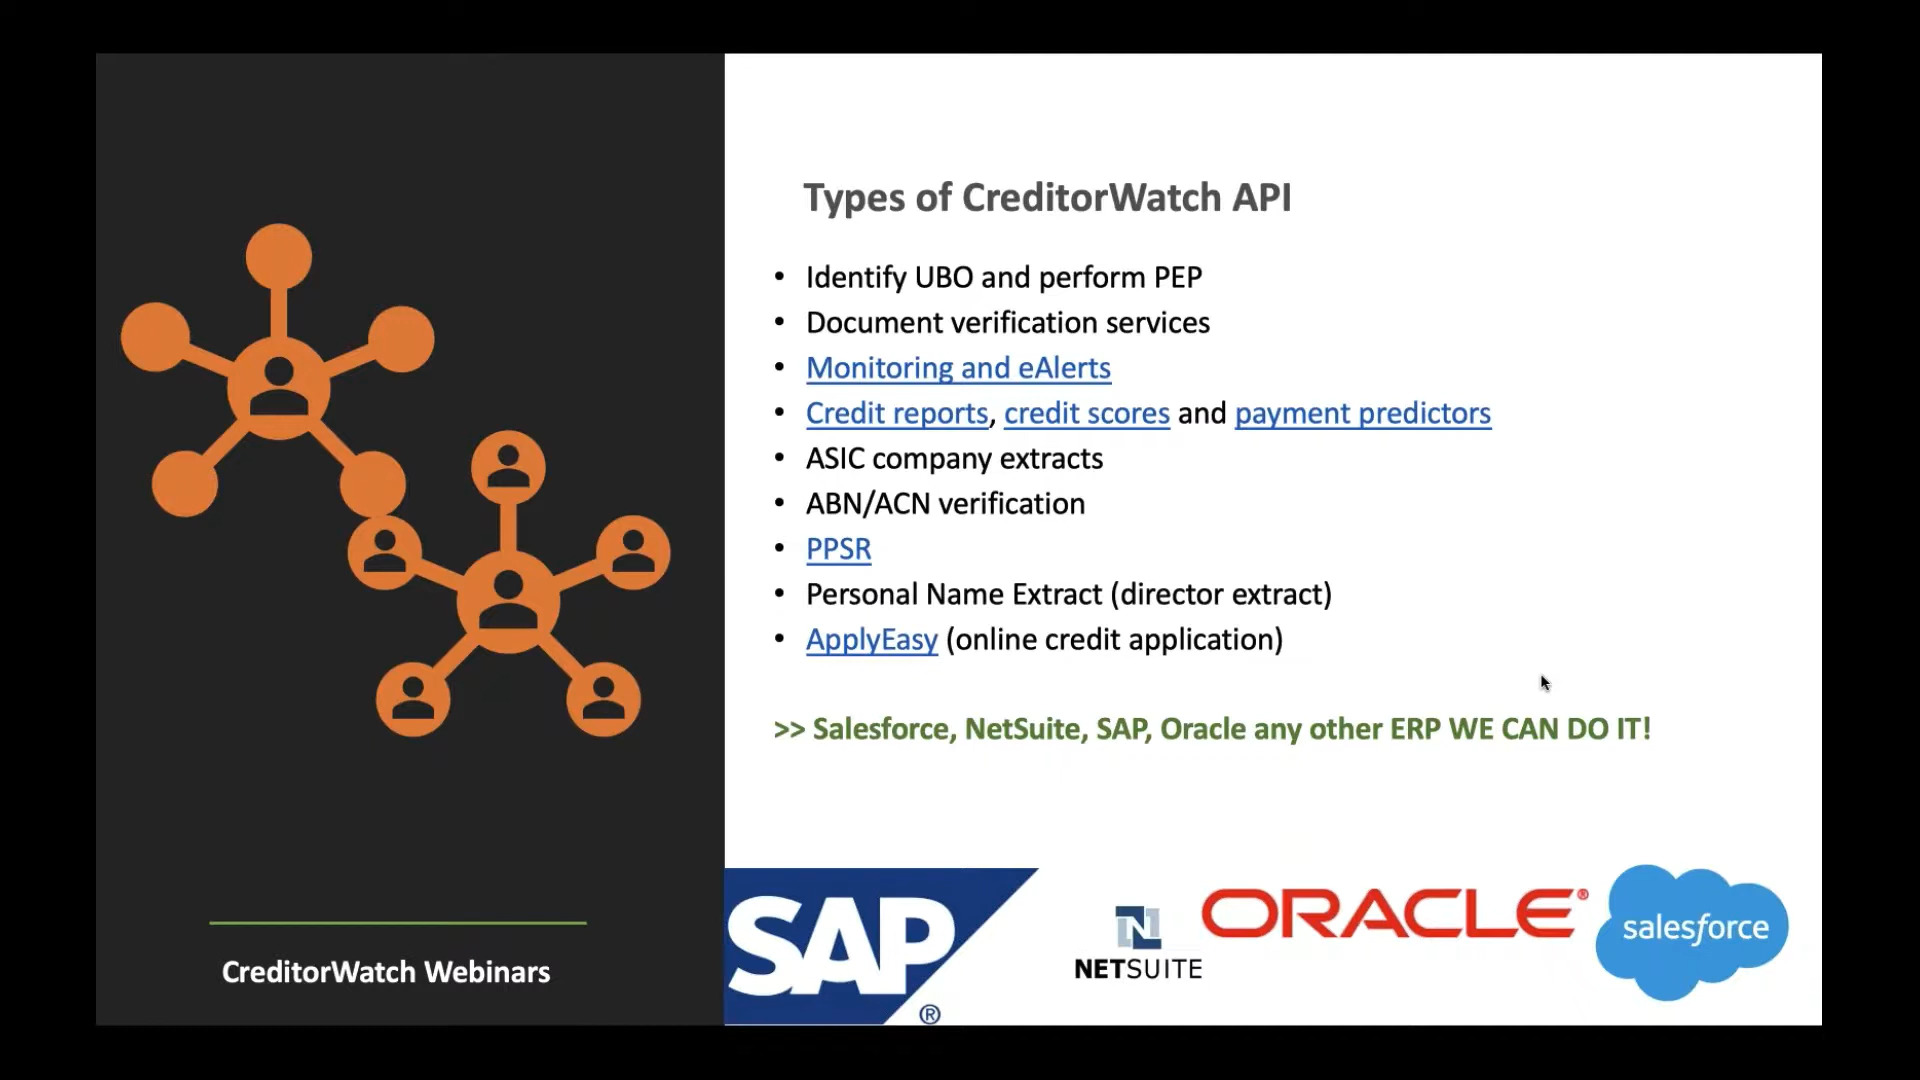 Types of CreditorWatch API
• Identify UBO and perform PEP
• Document verification services
• Monitoring and eAlerts
• Credit reports, credit scores and payment predictors
• ASIC company extracts
• ABN/ACN verification
• PPSR
• Personal Name Extract (director extract)
• ApplyEasy (online credit application)
>> Salesforce, NetSuite, SAP, Oracle any other ERP WE CAN DO IT!
CreditorWatch Webinars
SAP ®
N
NETSUITE
ORACLE®
salesforce